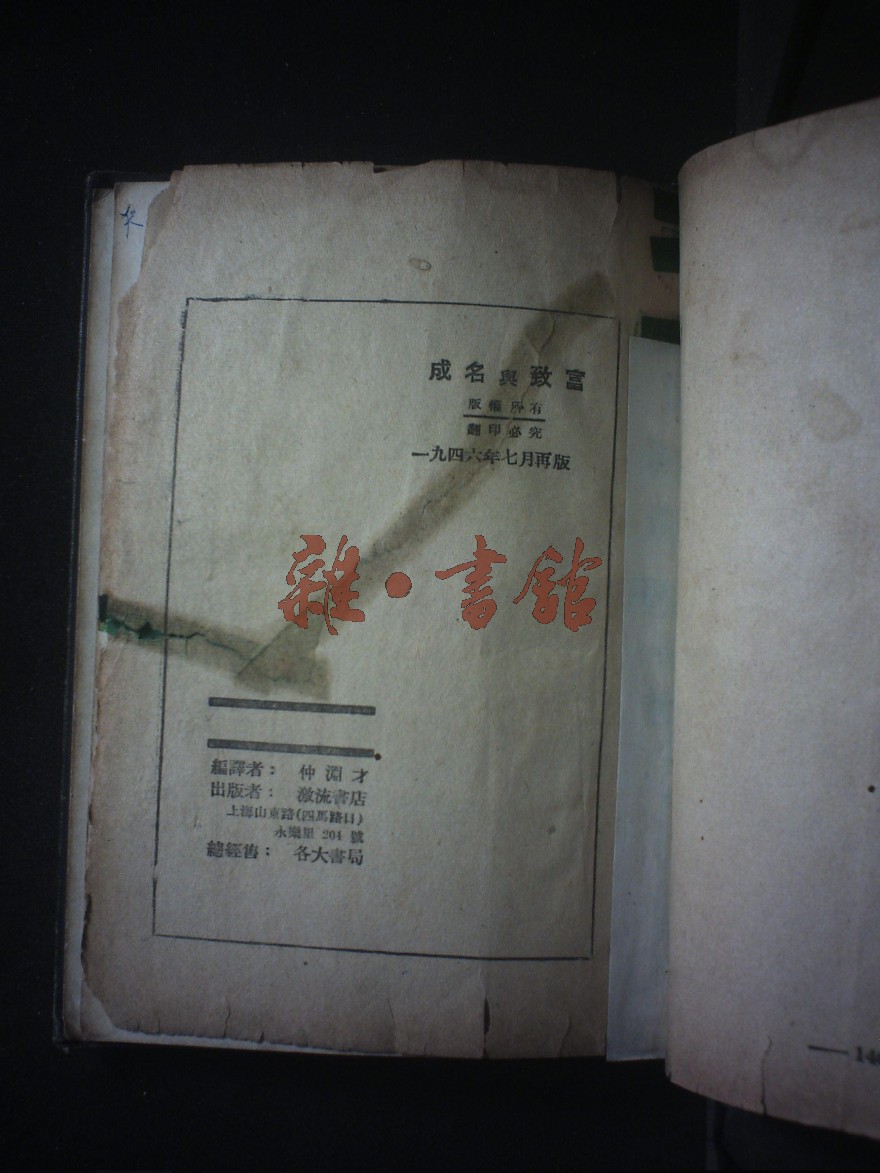 成名與致富
版權所有
翻印必究
一九四六年七月再版
雜·書館
編譯者： 仲淵才
出版者： 激流書店
上海山東路(四馬路口)
永樂里 204 號
總經售： 各大書局